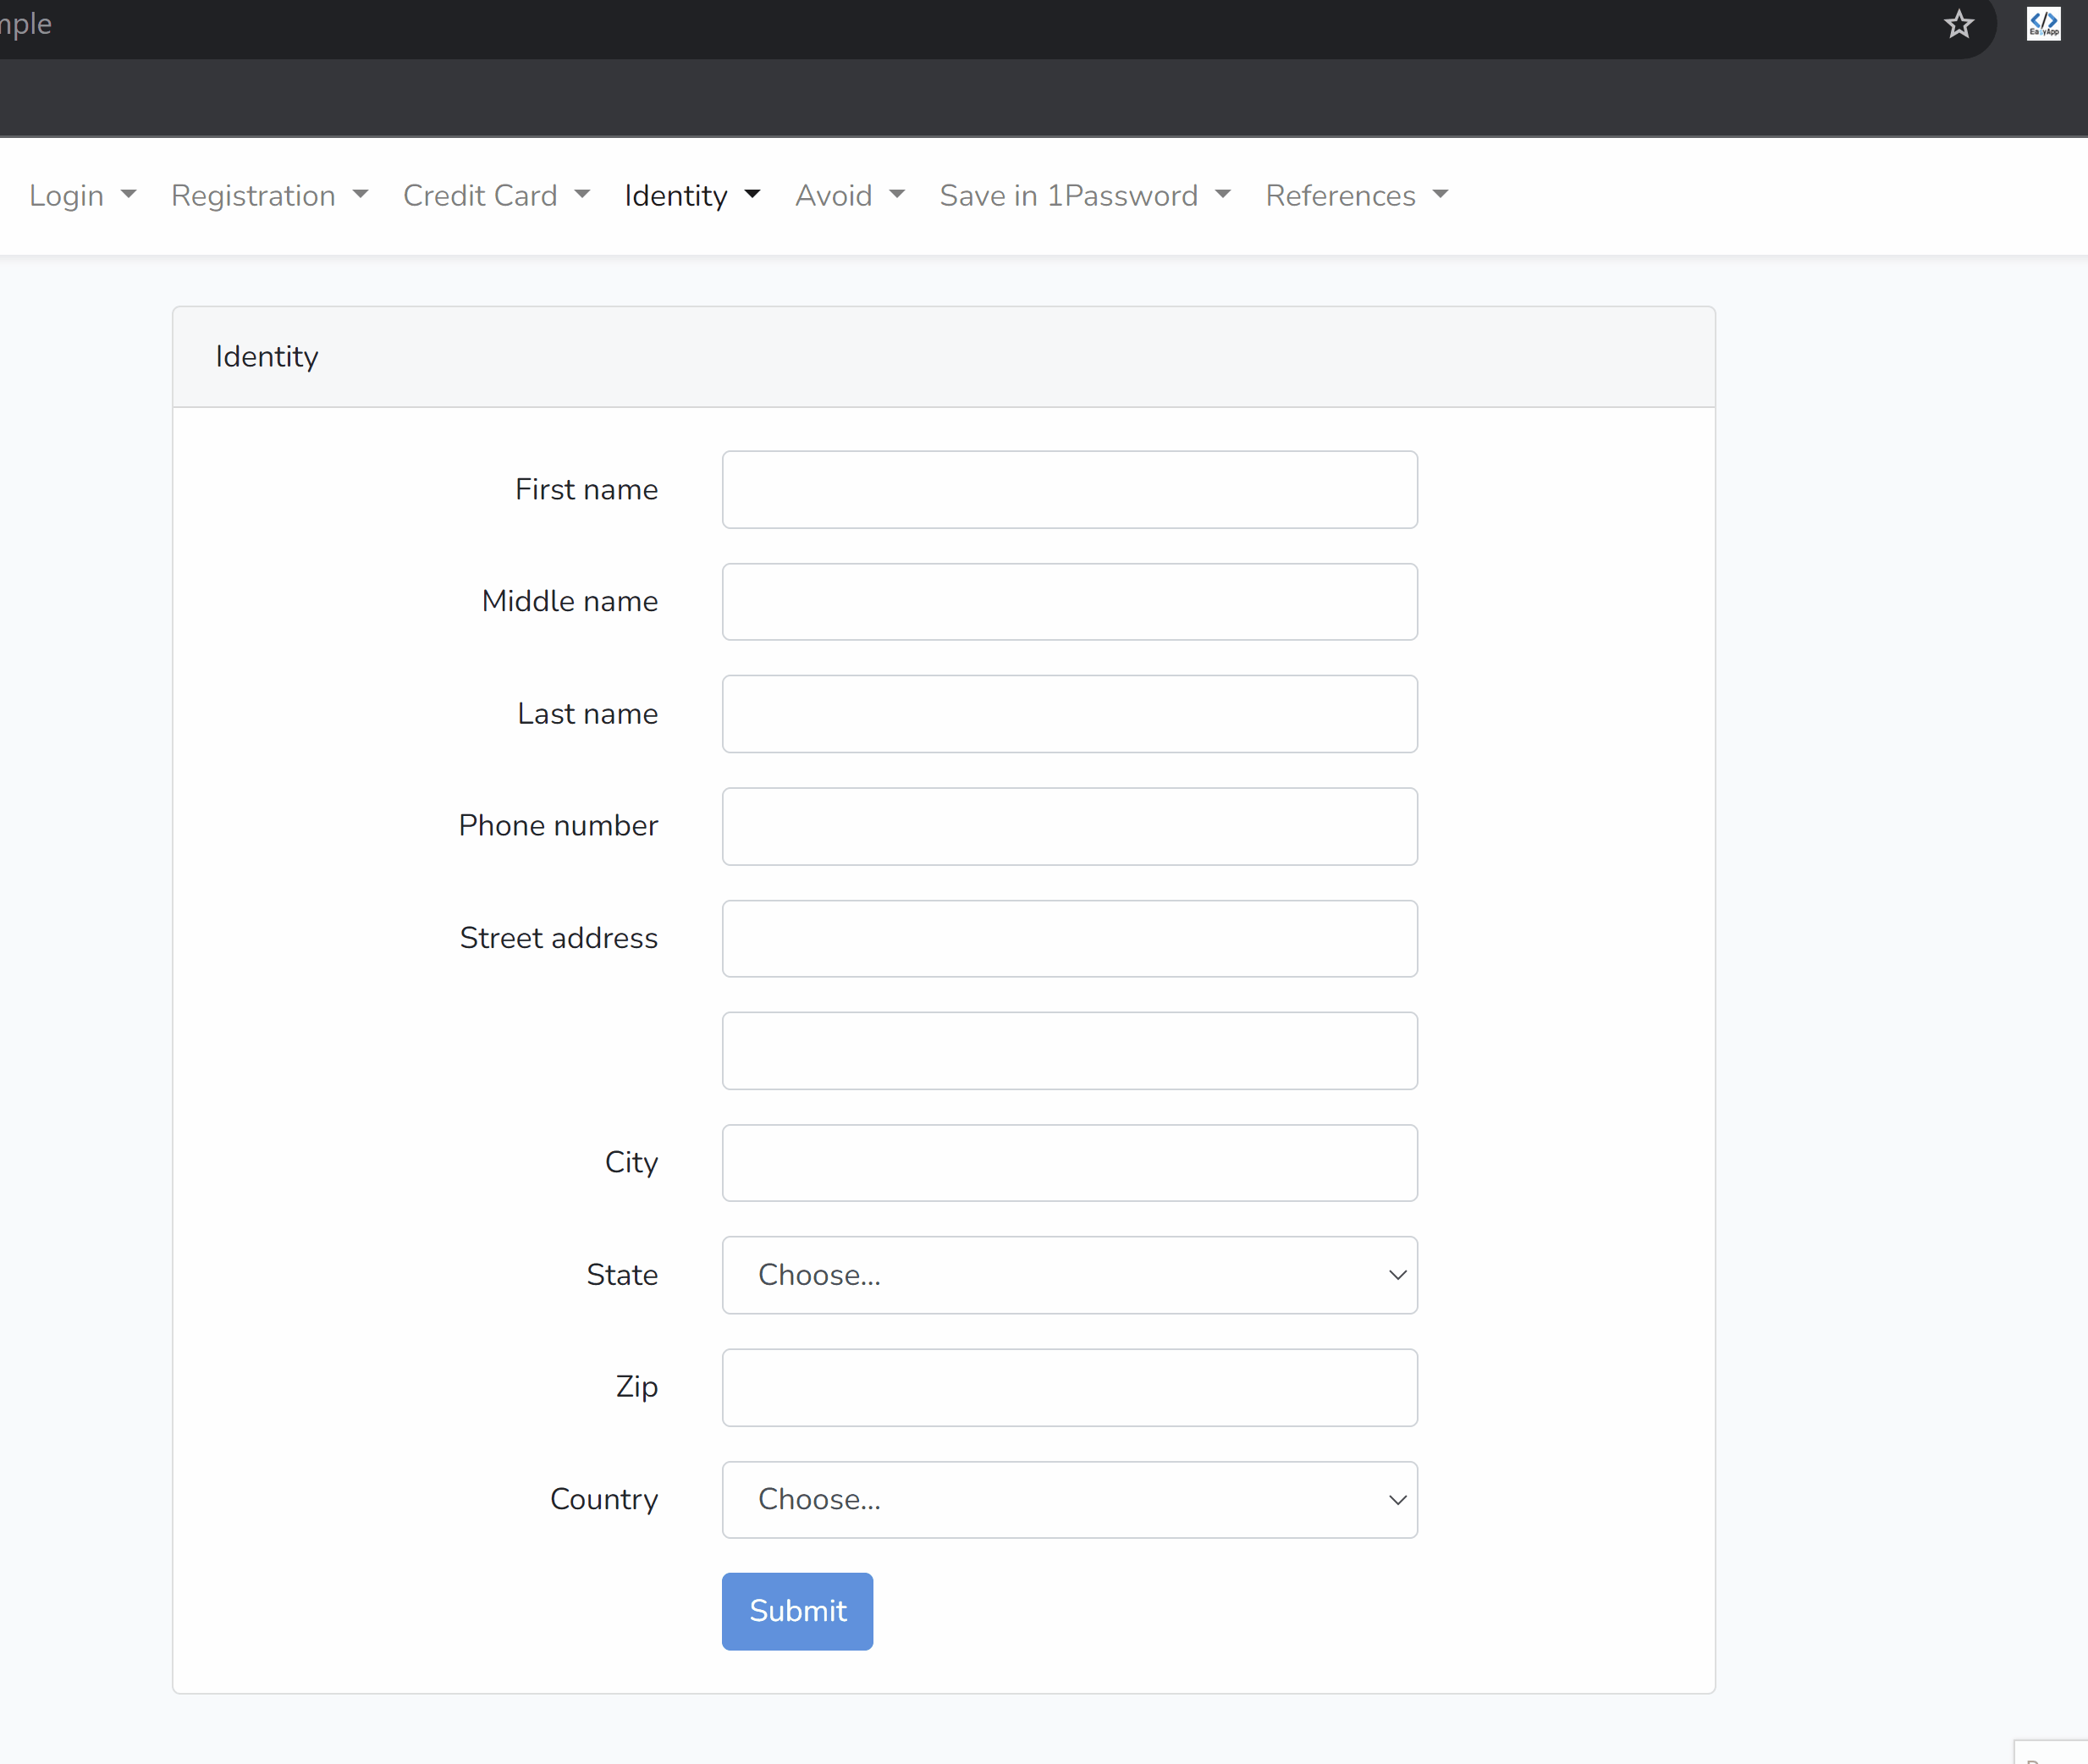 Login Registration Credit Card Identity Avoid Save in 1Password References
Identity
First name
Middle name
Last name
Phone number
Street address
City
State Choose...
Zip
Country Choose...
Submit